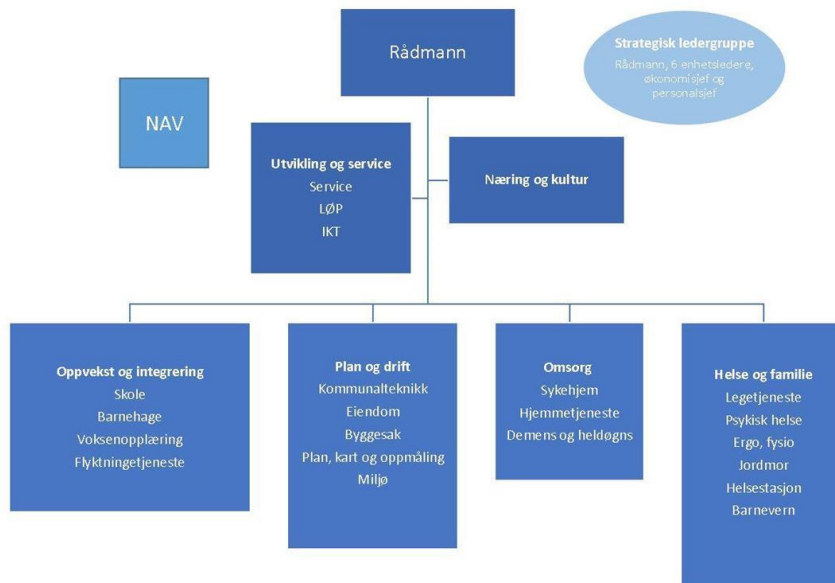 Rådmann
Strategisk ledergruppe
Rådmann, 6 enhetsledere,
økonomisjef og
personalsjef
NAV
Utvikling og service
Service
LØP
IKT
Næring og kultur
Oppvekst og integrering
Skole
Barnehage
Voksenopplæring
Flyktningetjeneste
Plan og drift
Kommunalteknikk
Eiendom
Byggesak
Plan, kart og oppmåling
Miljø
Omsorg
Sykehjem
Hjemmetjeneste
Demens og heldøgns
Helse og familie
Legetjeneste
Psykisk helse
Ergo, fysio
Jordmor
Helsestasjon
Barnevern